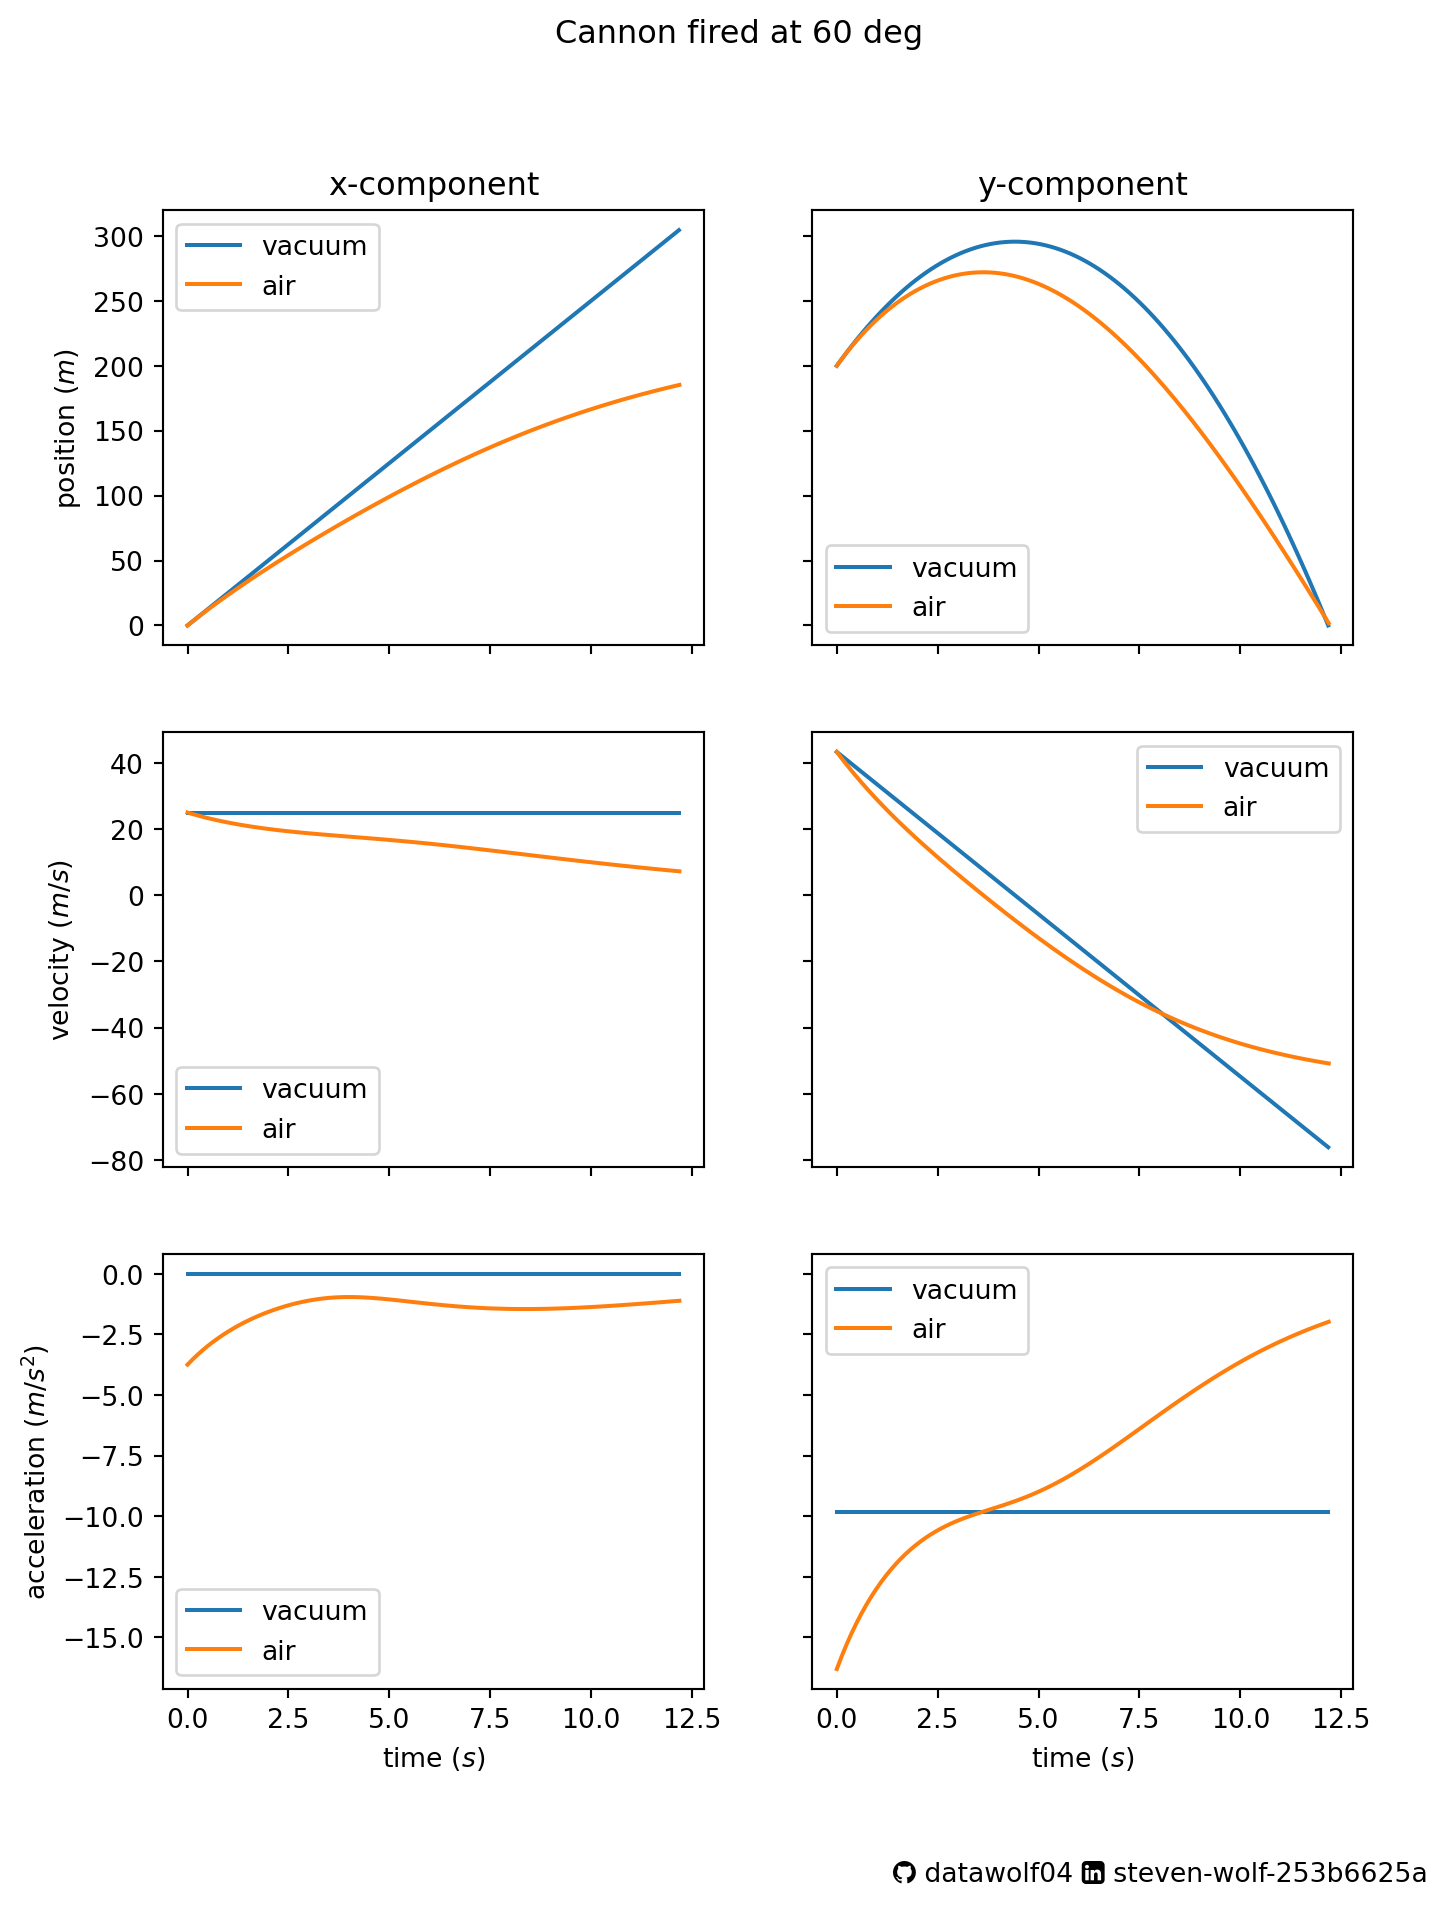 Cannon fired at 60 deg
x-component
y-component
300
250
200
150
100
50
0
position (m)
vacuum
air
vacuum
air
40
20
0
−20
−40
−60
−80
velocity (m/s)
vacuum
air
vacuum
air
0.0
−2.5
−5.0
−7.5
−10.0
−12.5
−15.0
acceleration (m/s²)
vacuum
air
vacuum
air
0.0 2.5 5.0 7.5 10.0 12.5
0.0 2.5 5.0 7.5 10.0 12.5
time (s)
time (s)
datawolf04 steven-wolf-253b6625a